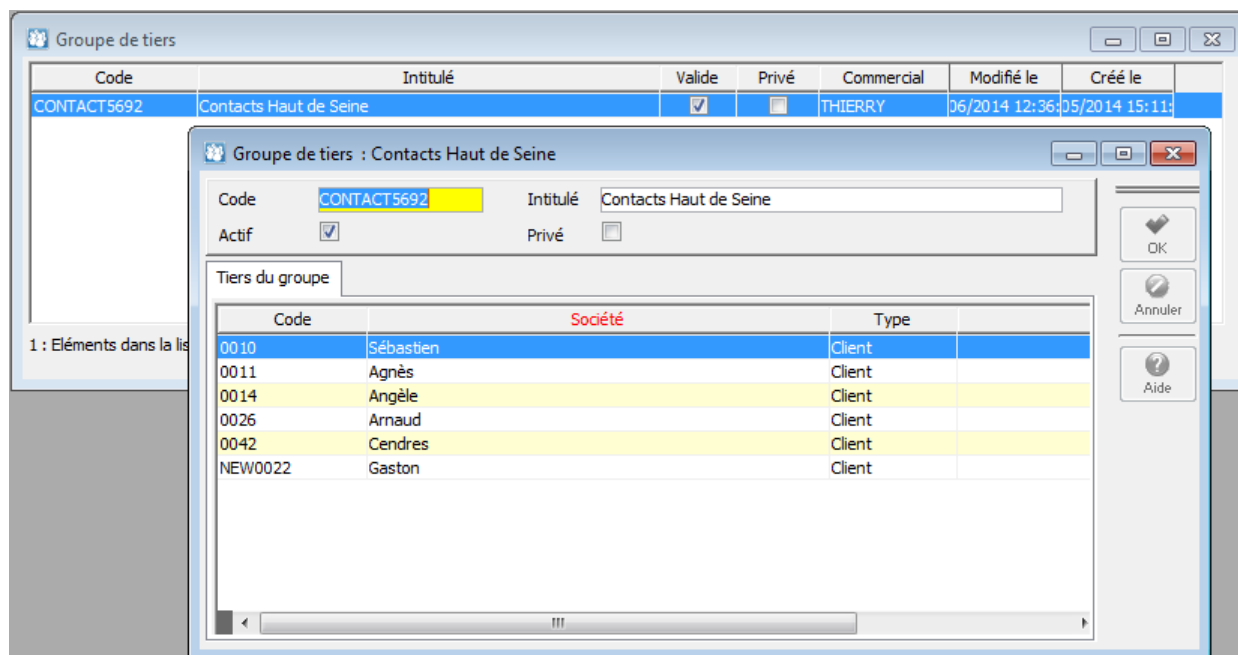 Groupe de tiers
Code Intitulé Valide Privé Commercial Modifié le Créé le
CONTACT5692 Contacts Haut de Seine THIERRY 06/2014 12:36: 05/2014 15:11:
Groupe de tiers : Contacts Haut de Seine
Code CONTACT5692 Intitulé Contacts Haut de Seine
Actif Privé
OK
Tiers du groupe
Annuler
Code Société Type
1 : Eléments dans la lis
0010 Sébastien Client
0011 Agnès Client
Aide
0014 Angèle Client
0026 Arnaud Client
0042 Cendres Client
NEW0022 Gaston Client